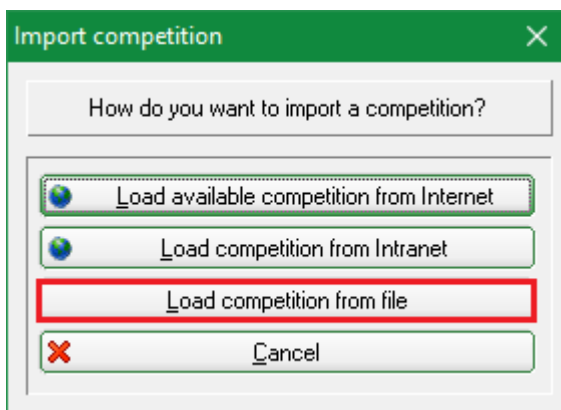 Import competition
How do you want to import a competition?
Load available competition from Internet
Load competition from Intranet
Load competition from file
Cancel